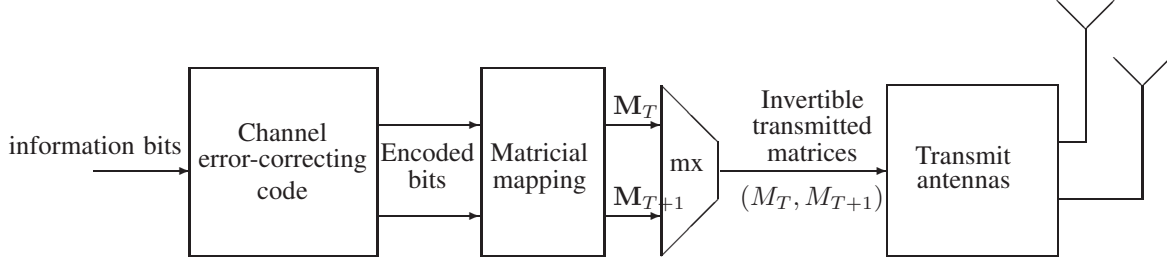 information bits
Channel
error-correcting
code
Encoded
bits
Matricial
mapping
M_T
M_{T+1}
mx
Invertible
transmitted
matrices
(M_T, M_{T+1})
Transmit
antennas